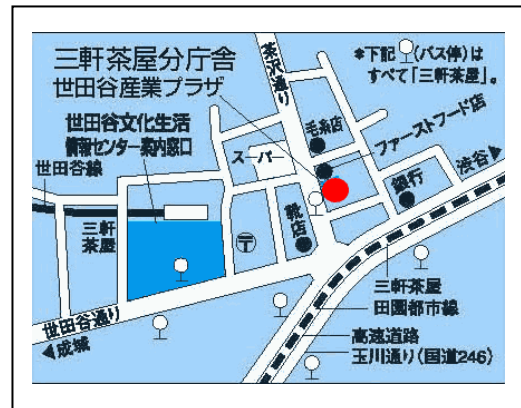 三軒茶屋分庁舎
世田谷産業プラザ
茶沢通り
*下記 (バス停)は
すべて「三軒茶屋」。
世田谷文化生活
情報センター案内窓口
世田谷線
スーパー
毛糸店
ファーストフード店
渋谷
銀行
三軒
茶屋
〒
靴店
三軒茶屋
田園都市線
世田谷通り
成城
高速道路
玉川通り(国道246)